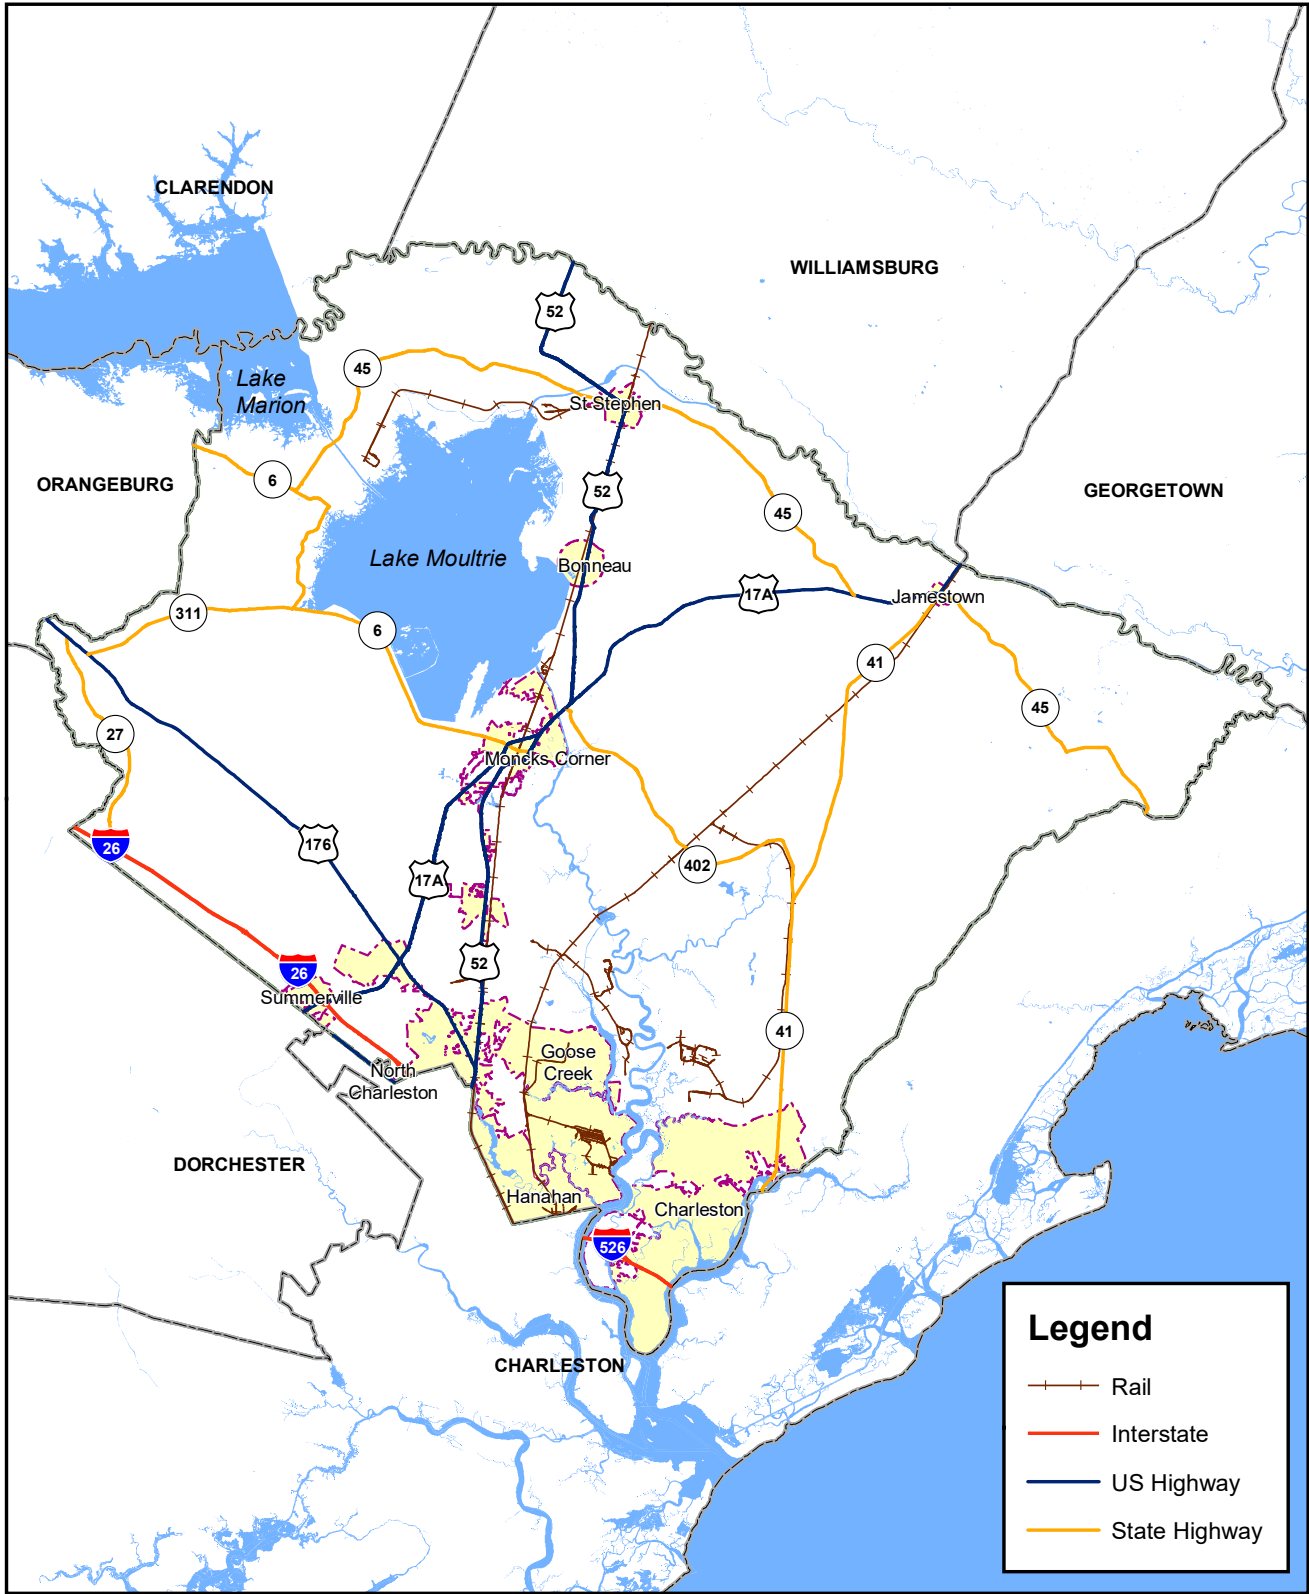 CLARENDON
WILLIAMSBURG
52
45
Lake
Marion
St Stephen
6
ORANGEBURG
52
GEORGETOWN
45
Lake Moultrie
Bonneau
17A
Jamestown
311
6
41
45
27
Moncks Corner
26
176
402
17A
52
26
Summerville
41
Goose
Creek
North
Charleston
DORCHESTER
Hanahan
Charleston
526
CHARLESTON
Legend
Rail
Interstate
US Highway
State Highway